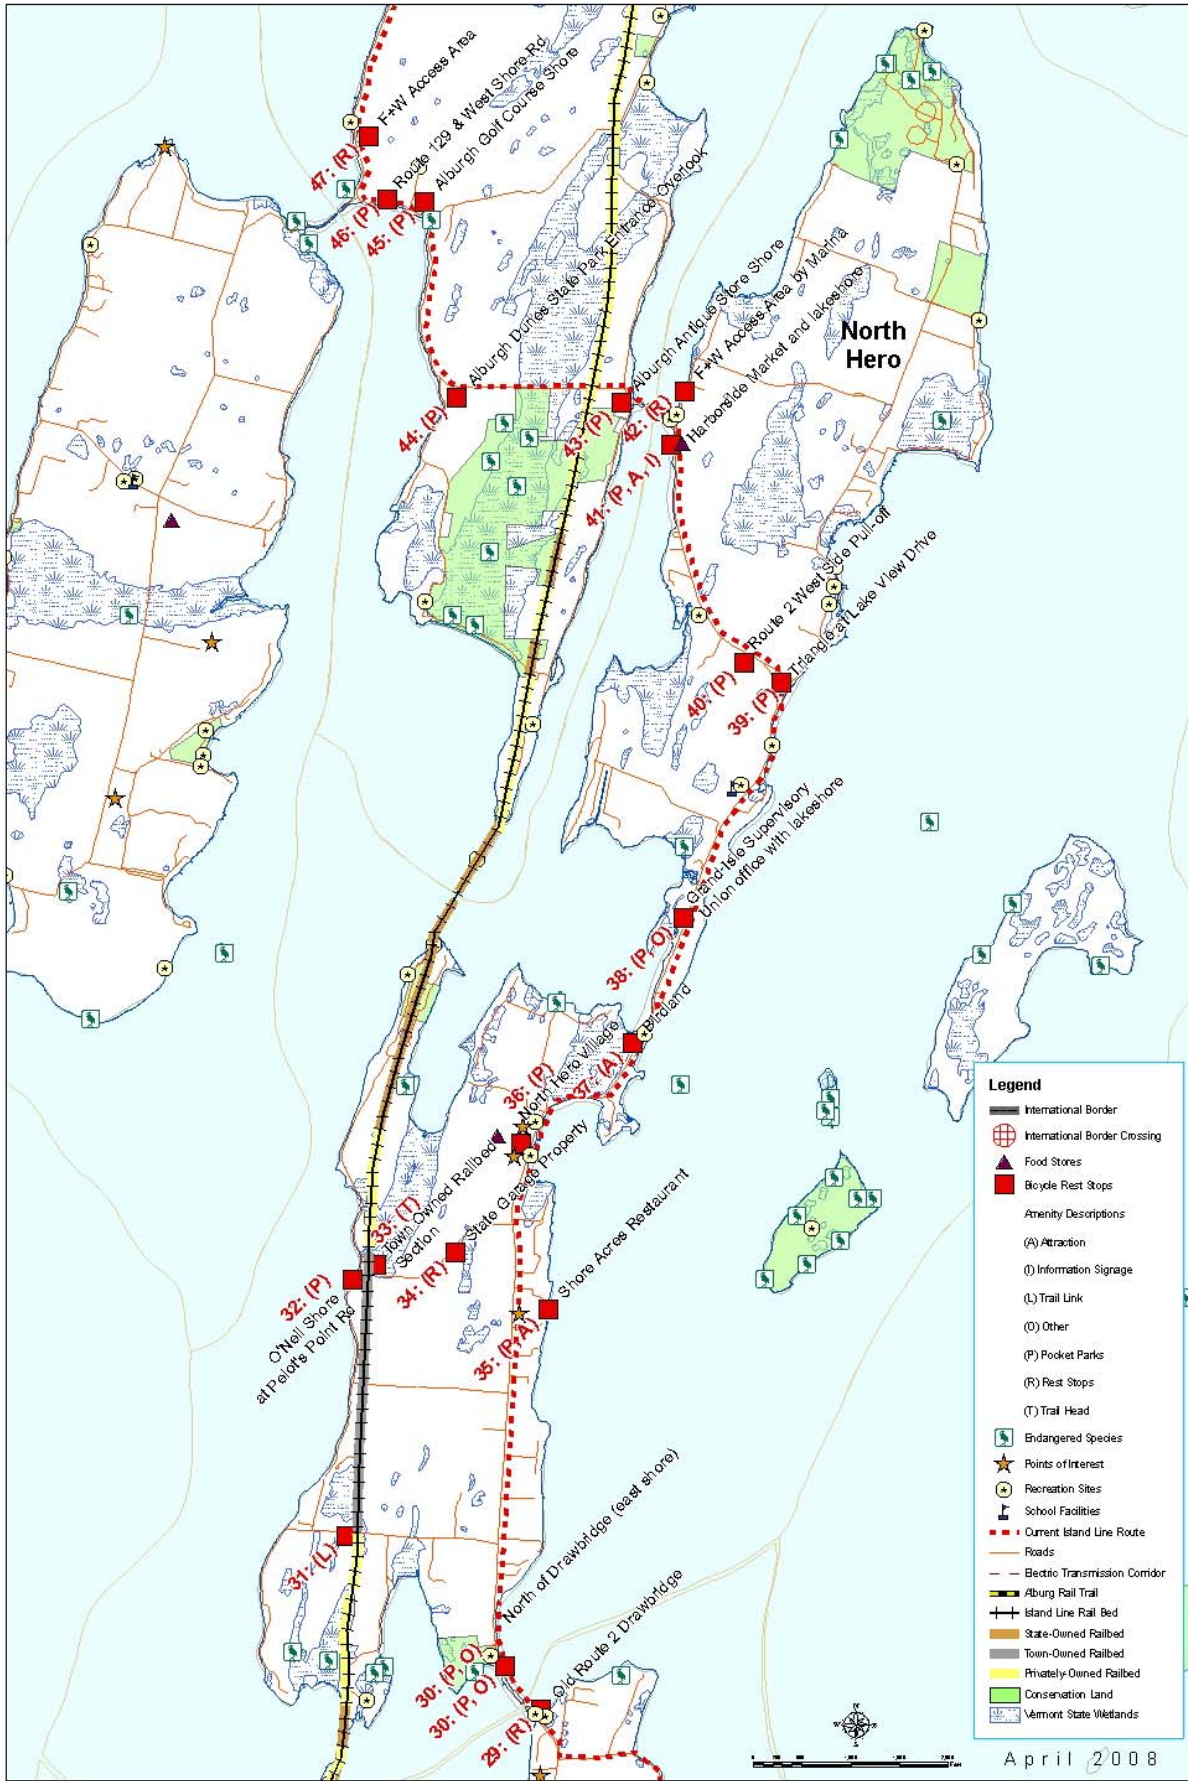 F+W Access Area
47: (R)
Route 129 & West Shore Rd
46: (P)
Alburgh Golf Course Shore
45: (P)
Alburgh Dunes State Park Entrance Overlook
44: (P)
Alburgh Antique Store Shore
43: (P)
F+W Access Area by Marina
42: (R)
Harborside Market and lakeshore
41: (P, A, I)
North
Hero
Route 2 West Side Pull-off
40: (P)
Triangle at Lake View Drive
39: (P)
Grand Isle Supervisory
Union office with lakeshore
38: (P, O)
Birdland
37: (A)
North Hero Village
36: (P)
Town Owned Railbed
Section
33: (T)
State Garage Property
34: (R)
Shore Acres Restaurant
35: (P, A)
32: (P)
O'Neil Shore
at Pelot's Point Rd
31: (L)
North of Drawbridge (east shore)
30: (P, O)
30: (P, O)
Old Route 2 Drawbridge
29: (R)
Legend
International Border
International Border Crossing
Food Stores
Bicycle Rest Stops
Amenity Descriptions
(A) Attraction
(I) Information Signage
(L) Trail Link
(O) Other
(P) Pocket Parks
(R) Rest Stops
(T) Trail Head
Endangered Species
Points of Interest
Recreation Sites
School Facilities
Current Island Line Route
Roads
Electric Transmission Corridor
Alburg Rail Trail
Island Line Rail Bed
State-Owned Railbed
Town-Owned Railbed
Privately-Owned Railbed
Conservation Land
Vermont State Wetlands
April 2008